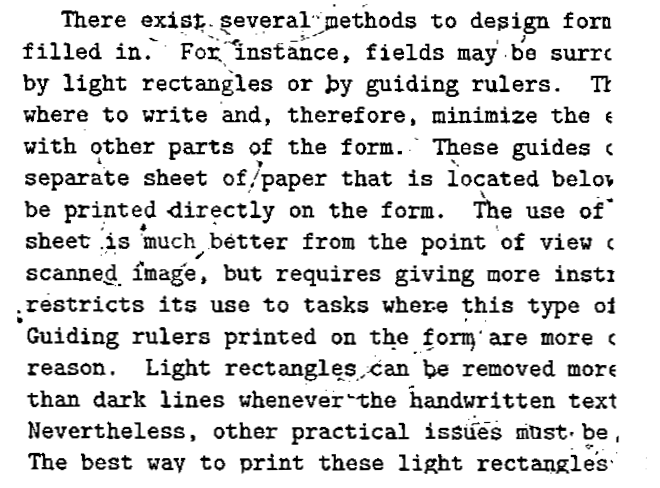 There exist several methods to design
filled in. For instance, fields may be
by light rectangles or by guiding rulers.
where to write and, therefore, minimize the
with other parts of the form. These guides
separate sheet of paper that is located below
be printed directly on the form. The use of
sheet is much better from the point of view
scanned image, but requires giving more
restricts its use to tasks where this type of
Guiding rulers printed on the form are more
reason. Light rectangles can be removed more
than dark lines whenever the handwritten text
Nevertheless, other practical issues must be
The best way to print these light rectangles